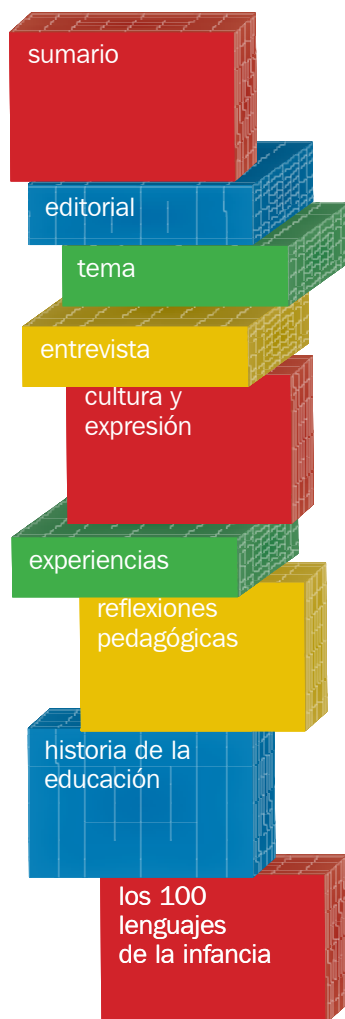 sumario
editorial
tema
entrevista
cultura y
expresión
experiencias
reflexiones
pedagógicas
historia de la
educación
los 100
lenguajes
de la infancia